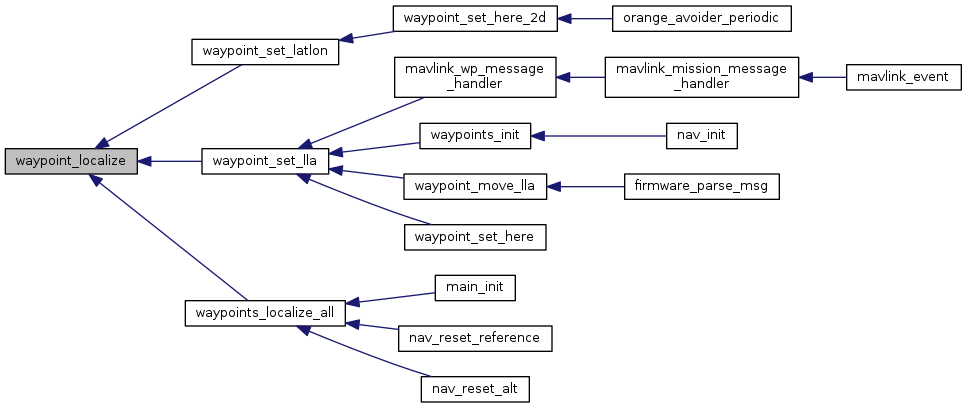 waypoint_set_here_2d
orange_avoider_periodic
waypoint_set_latlon
mavlink_wp_message
_handler
mavlink_mission_message
_handler
mavlink_event
waypoints_init
nav_init
waypoint_localize
waypoint_set_lla
waypoint_move_lla
firmware_parse_msg
waypoint_set_here
main_init
waypoints_localize_all
nav_reset_reference
nav_reset_alt